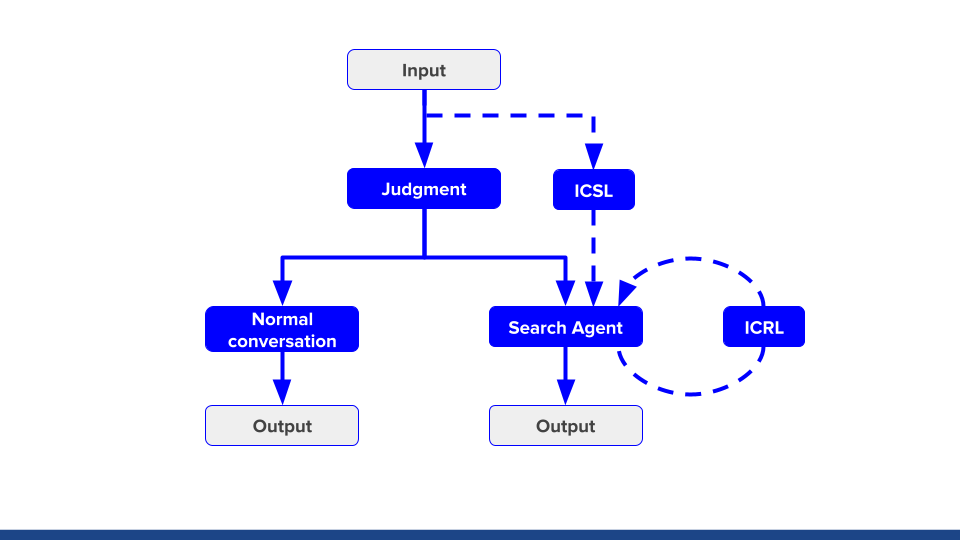 Input
Judgment
ICSL
Normal
conversation
Search Agent
ICRL
Output
Output